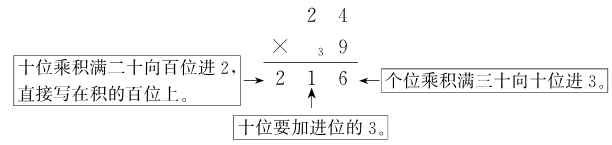 2 4
× ₃ 9
十位乘积满二十向百位进2，
直接写在积的百位上。
2 1 6
个位乘积满三十向十位进3。
十位要加进位的3。